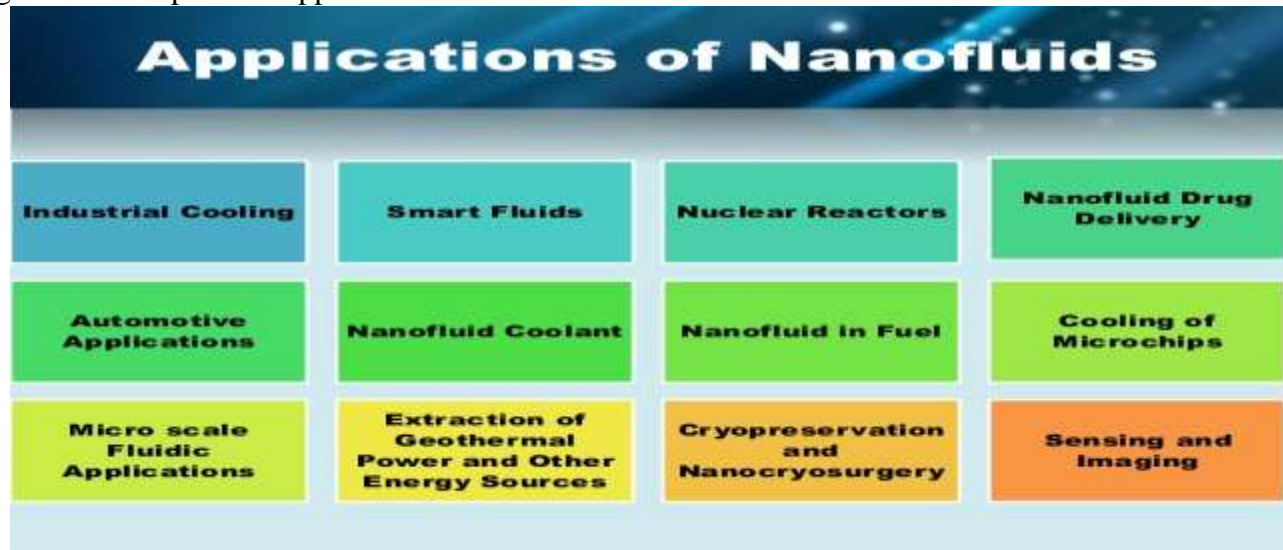 Applications of Nanofluids
Industrial Cooling
Smart Fluids
Nuclear Reactors
Nanofluid Drug
Delivery
Automotive
Applications
Nanofluid Coolant
Nanofluid in Fuel
Cooling of
Microchips
Micro scale
Fluidic
Applications
Extraction of
Geothermal
Power and Other
Energy Sources
Cryopreservation
and
Nanocryosurgery
Sensing and
Imaging